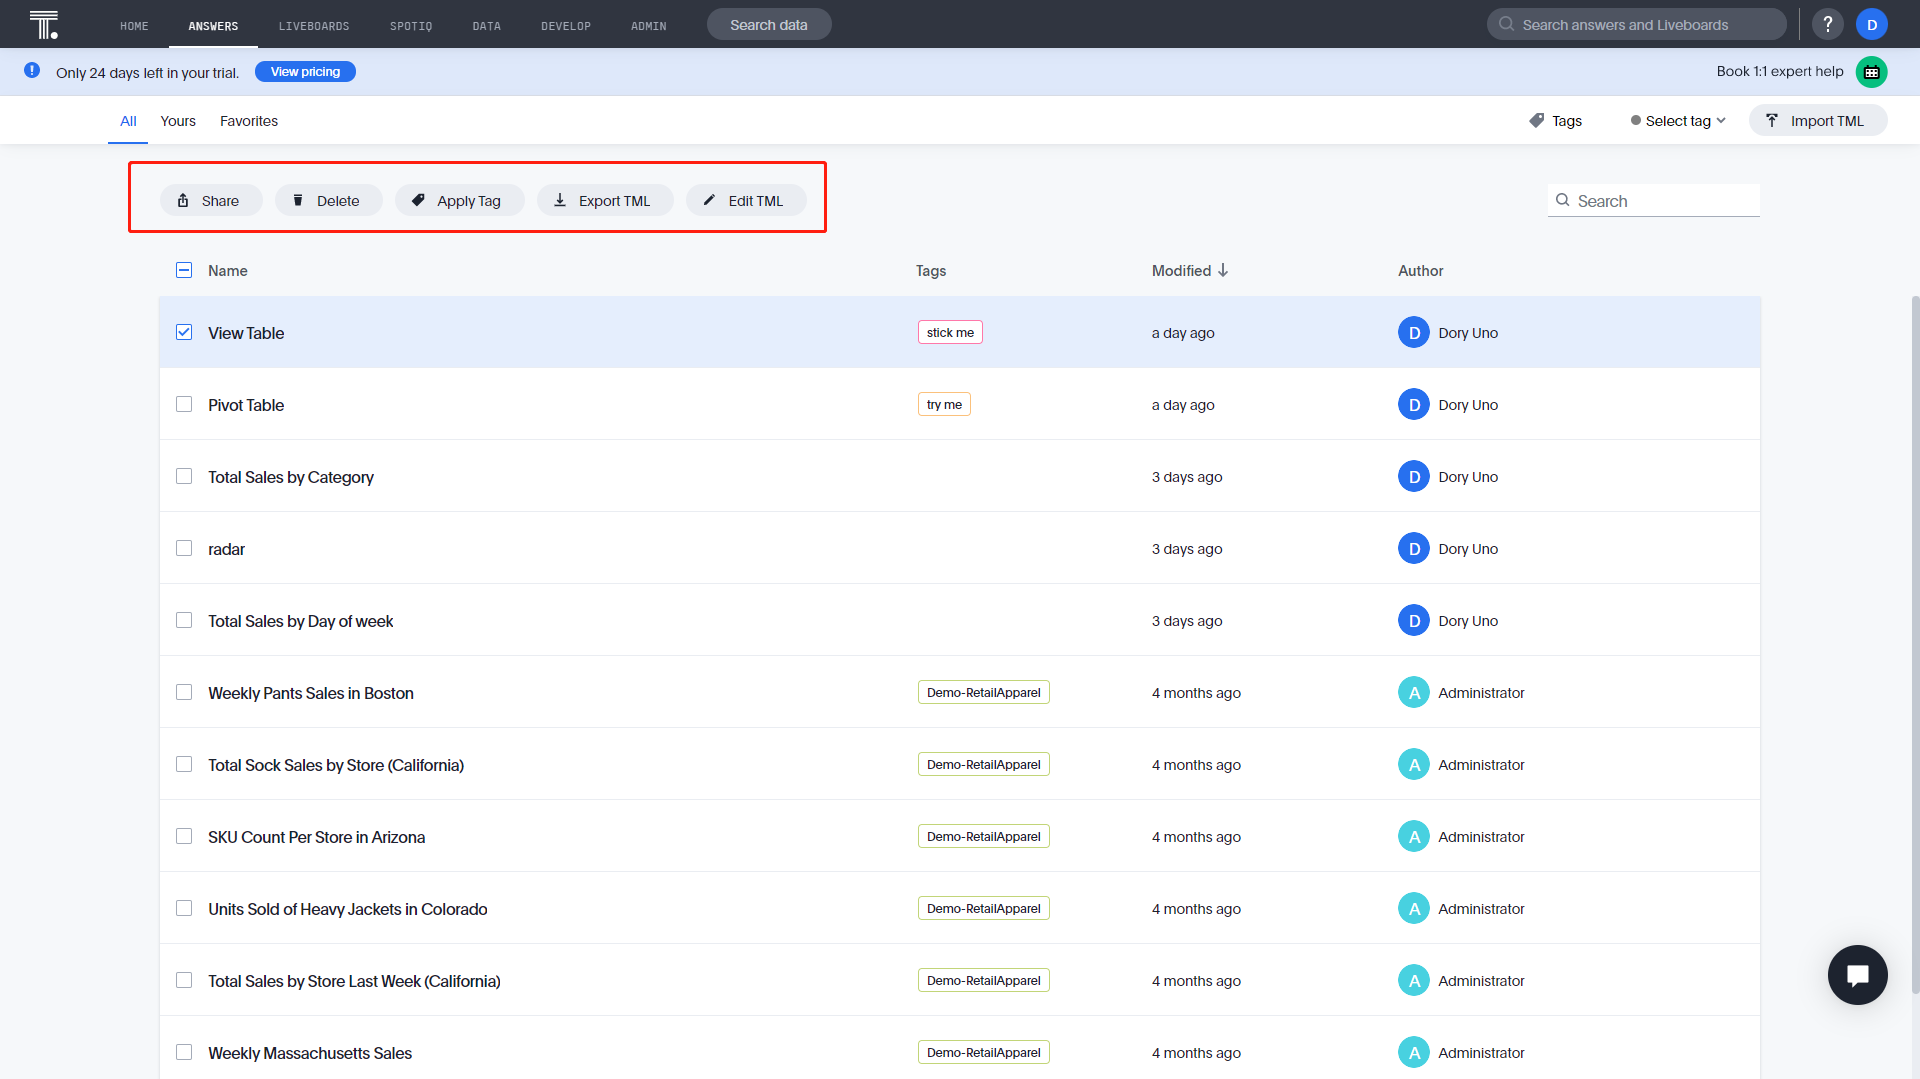 T.
HOME ANSWERS LIVEBOARDS SPOTIQ DATA DEVELOP ADMIN Search data Search answers and Liveboards ? D
! Only 24 days left in your trial. View pricing Book 1:1 expert help
All Yours Favorites Tags Select tag Import TML
Share Delete Apply Tag Export TML Edit TML Search
Name Tags Modified Author
View Table stick me a day ago D Dory Uno
Pivot Table try me a day ago D Dory Uno
Total Sales by Category 3 days ago D Dory Uno
radar 3 days ago D Dory Uno
Total Sales by Day of week 3 days ago D Dory Uno
Weekly Pants Sales in Boston Demo-RetailApparel 4 months ago A Administrator
Total Sock Sales by Store (California) Demo-RetailApparel 4 months ago A Administrator
SKU Count Per Store in Arizona Demo-RetailApparel 4 months ago A Administrator
Units Sold of Heavy Jackets in Colorado Demo-RetailApparel 4 months ago A Administrator
Total Sales by Store Last Week (California) Demo-RetailApparel 4 months ago A Administrator
Weekly Massachusetts Sales Demo-RetailApparel 4 months ago A Administrator